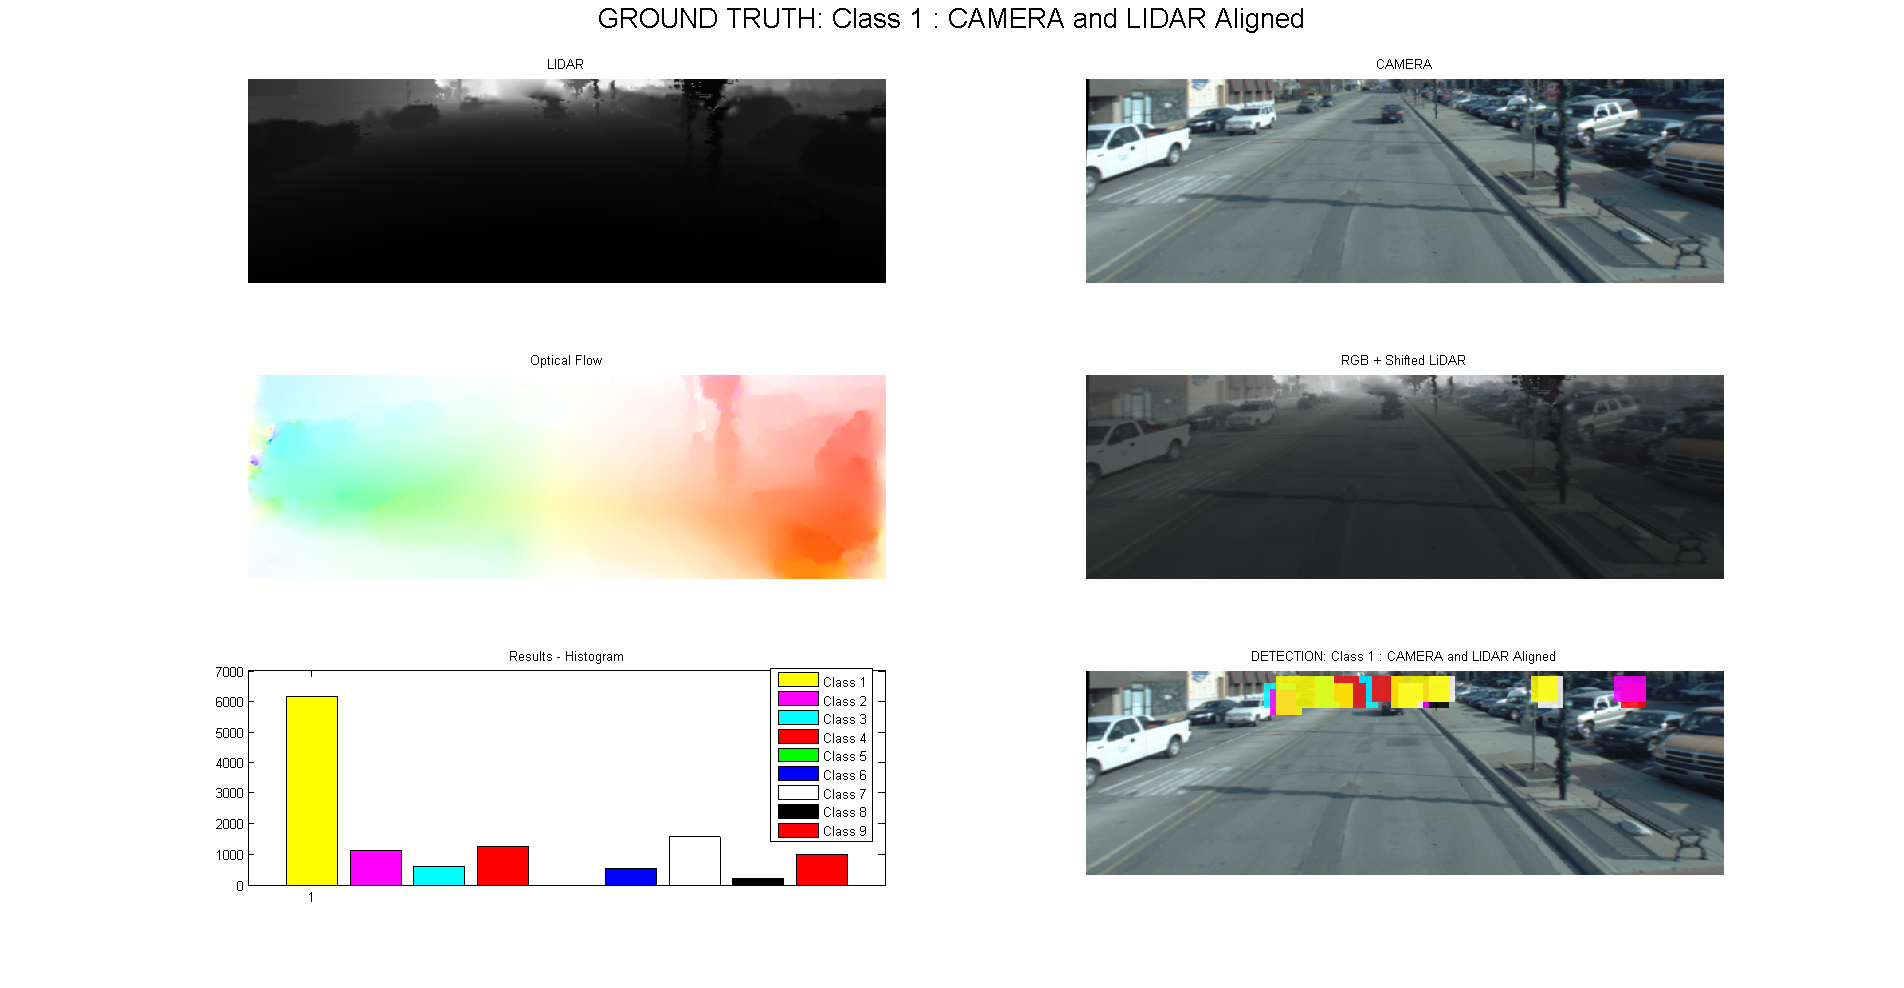 GROUND TRUTH: Class 1 : CAMERA and LIDAR Aligned
LIDAR
CAMERA
Optical Flow
RGB + Shifted LiDAR
Results - Histogram
7000
6000
5000
4000
3000
2000
1000
0
1
Class 1
Class 2
Class 3
Class 4
Class 5
Class 6
Class 7
Class 8
Class 9
DETECTION: Class 1 : CAMERA and LIDAR Aligned